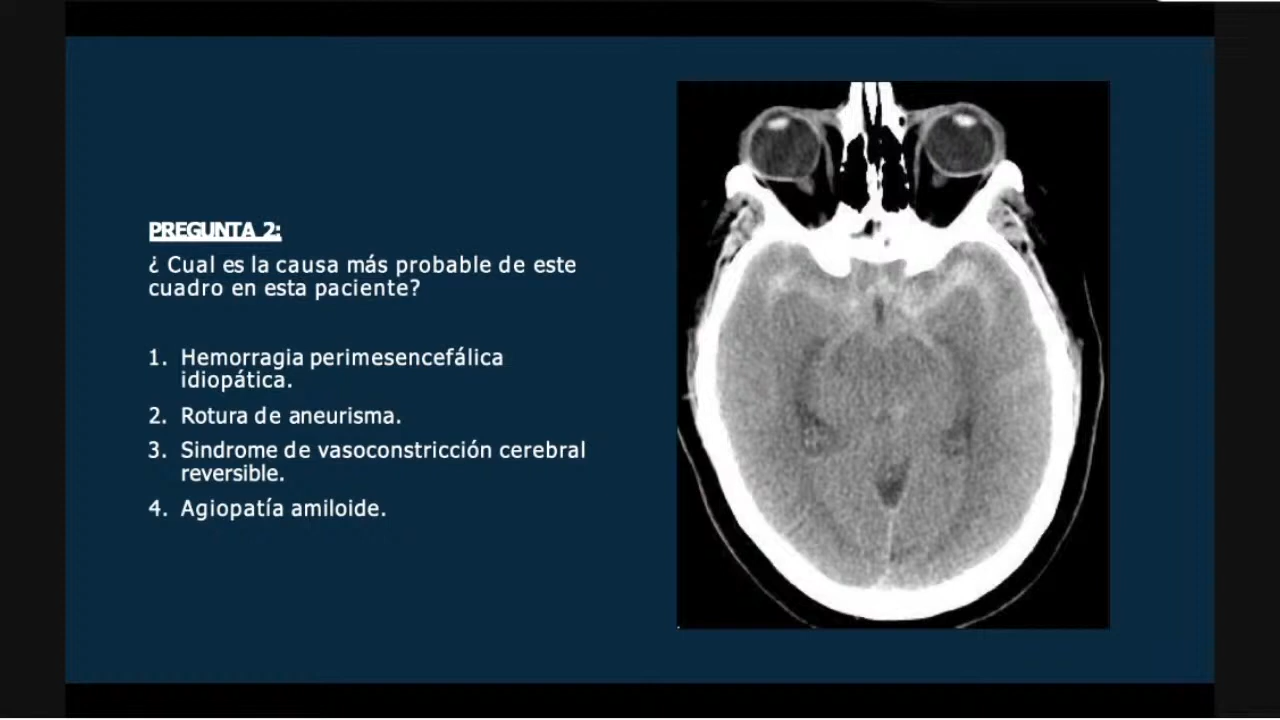 PREGUNTA 2:
¿ Cual es la causa más probable de este
cuadro en esta paciente?
1. Hemorragia perimesencefálica
idiopática.
2. Rotura de aneurisma.
3. Sindrome de vasoconstricción cerebral
reversible.
4. Agiopatía amiloide.